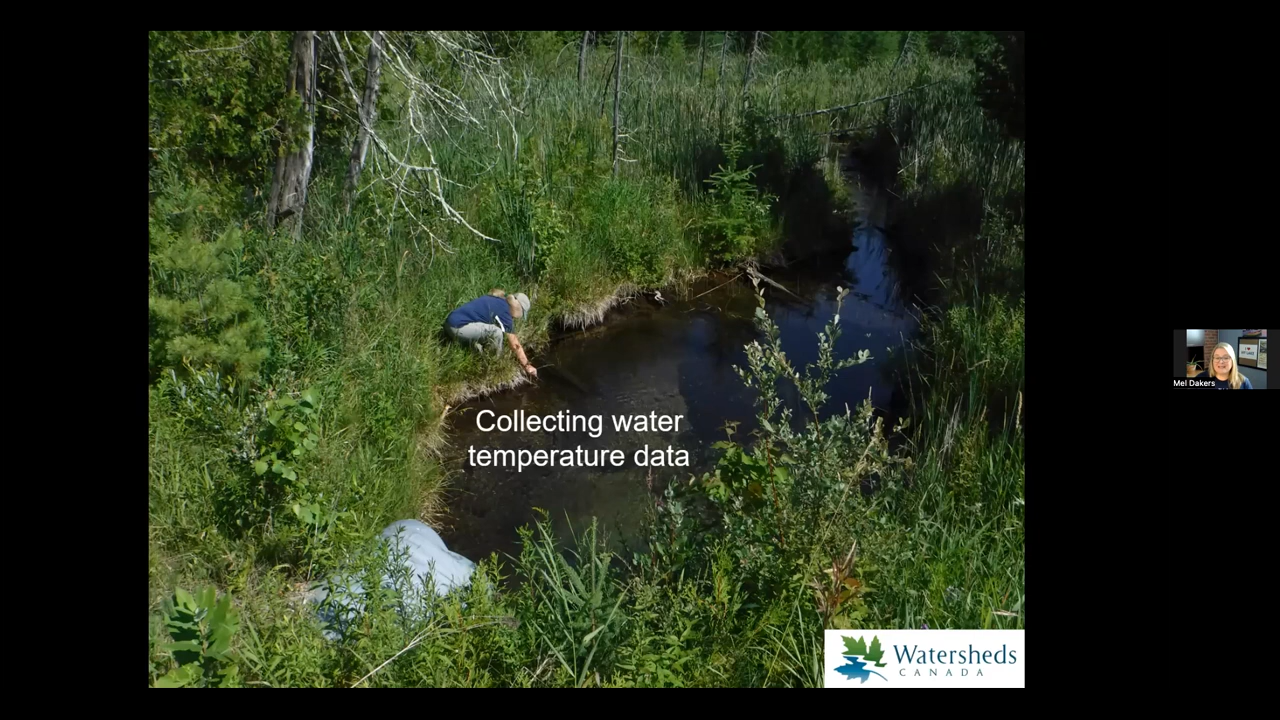 Collecting water
temperature data
Mel Dakers
Watersheds
CANADA